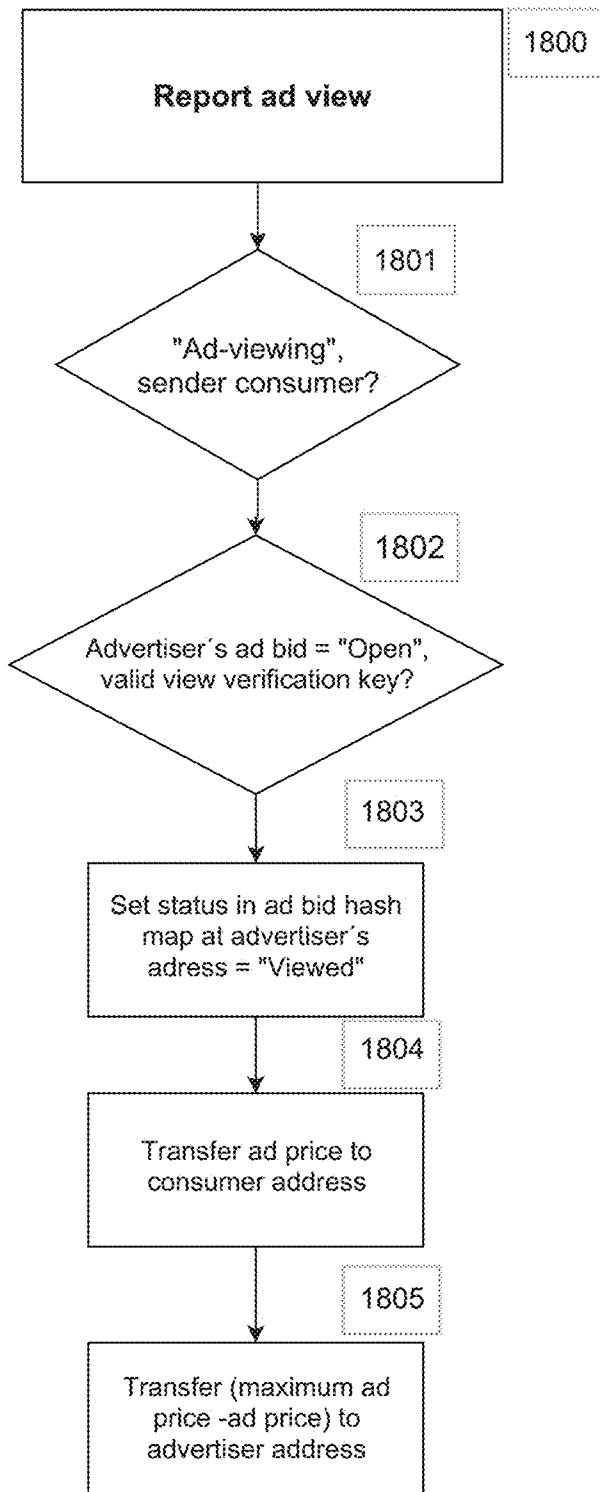 1800
Report ad view
1801
"Ad-viewing",
sender consumer?
1802
Advertiser´s ad bid = "Open",
valid view verification key?
1803
Set status in ad bid hash
map at advertiser´s
adress = "Viewed"
1804
Transfer ad price to
consumer address
1805
Transfer (maximum ad
price -ad price) to
advertiser address